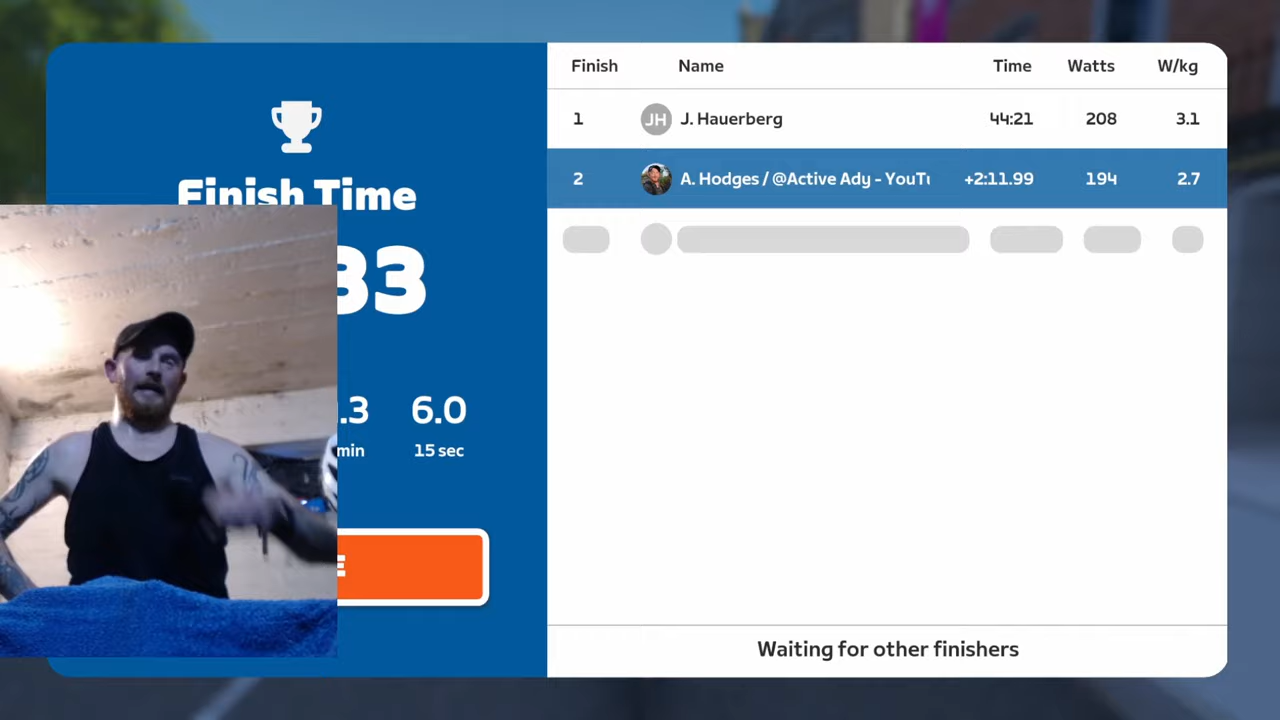 Finish Time
33
.3
6.0
min
15 sec
E
Finish Name Time Watts W/kg
1 JH J. Hauerberg 44:21 208 3.1
2 A. Hodges / @Active Ady - YouTu +2:11.99 194 2.7
Waiting for other finishers